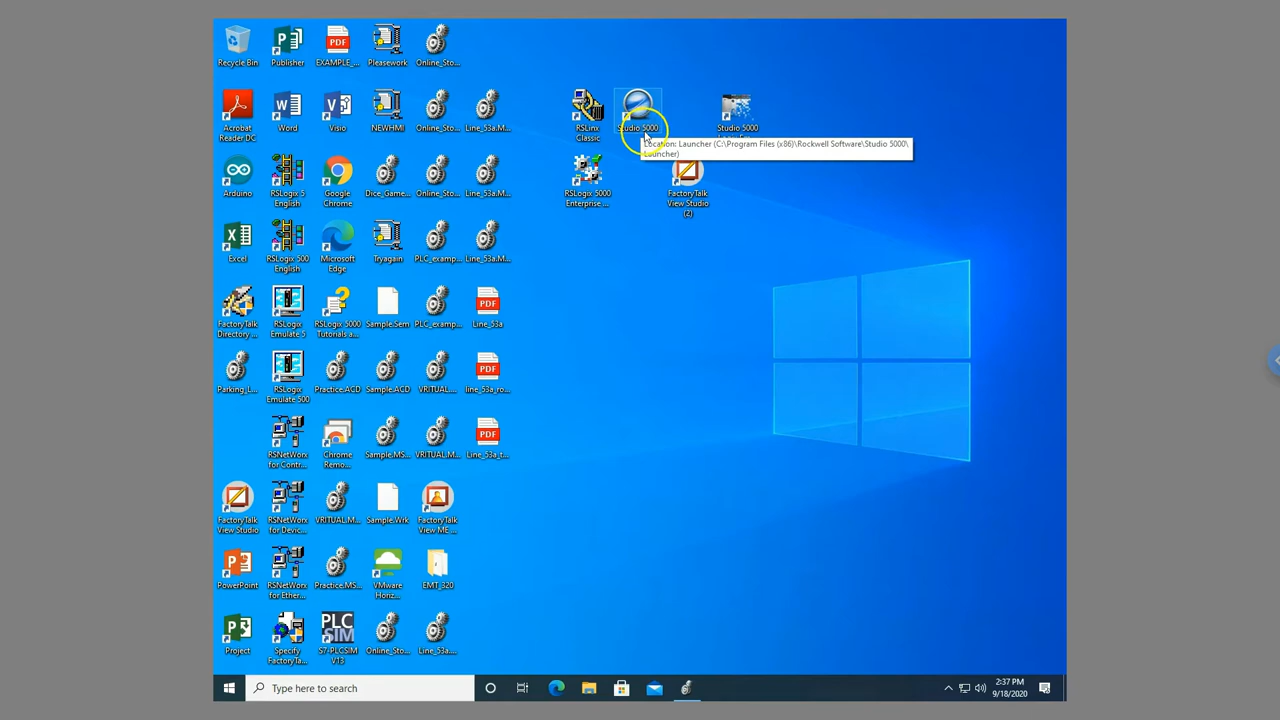 Recycle Bin
Publisher
EXAMPLE_...
Pleasework
Online_Sto...
Acrobat
Reader DC
Word
Visio
NEWHMI
Online_Sto...
Line_53a.M...
RSLinx
Classic
Studio 5000
Studio 5000
Location: Launcher (C:\Program Files (x86)\Rockwell Software\Studio 5000\
Launcher)
Arduino
RSLogix 5
English
Google
Chrome
Dice_Game...
Online_Sto...
Line_53a.M...
RSLogix 5000
Enterprise ...
FactoryTalk
View Studio
(2)
Excel
RSLogix 500
English
Microsoft
Edge
Tryagain
PLC_examp...
Line_53a.M...
FactoryTalk
Directory ...
RSLogix
Emulate 5
RSLogix 5000
Tutorials a...
Sample.Sem
PLC_examp...
Line_53a
Parking_L...
RSLogix
Emulate 500
Practice.ACD
Sample.ACD
VRITUAL....
line_53a_ro...
RSNetWorx
for Contr...
Chrome
Remo...
Sample.MS...
VRITUAL.M...
Line_53a_t...
FactoryTalk
View Studio
RSNetWorx
for Devic...
VRITUAL.M...
Sample.Wrk
FactoryTalk
View ME ...
PowerPoint
RSNetWorx
for Ether...
Practice.MS...
VMware
Horiz...
EMT_320
Project
Specify
FactoryTa...
PLC
SIM
S7-PLCSIM
V13
Online_Sto...
Line_53a....
Type here to search
2:37 PM
9/18/2020